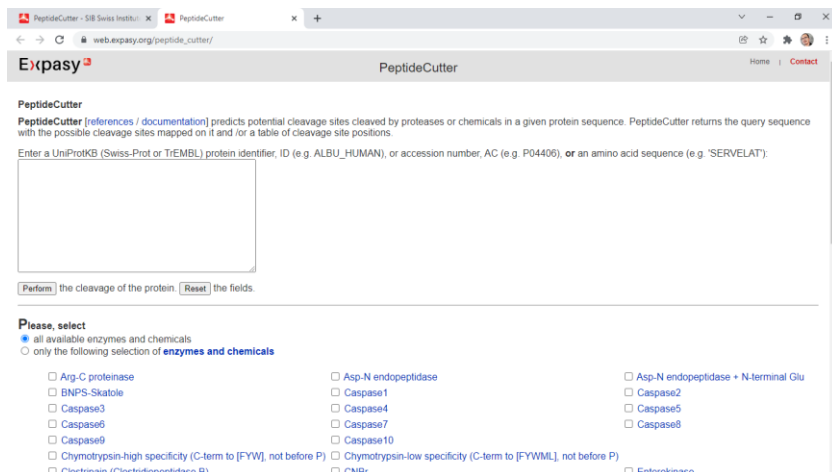 PeptideCutter - SIB Swiss Institut
PeptideCutter
web.expasy.org/peptide_cutter/
Expasy
PeptideCutter
Home | Contact
PeptideCutter
PeptideCutter [references / documentation] predicts potential cleavage sites cleaved by proteases or chemicals in a given protein sequence. PeptideCutter returns the query sequence
with the possible cleavage sites mapped on it and /or a table of cleavage site positions.
Enter a UniProtKB (Swiss-Prot or TrEMBL) protein identifier, ID (e.g. ALBU_HUMAN), or accession number, AC (e.g. P04406), or an amino acid sequence (e.g. 'SERVELAT'):
Perform the cleavage of the protein. Reset the fields.
Please, select
all available enzymes and chemicals
only the following selection of enzymes and chemicals
Arg-C proteinase Asp-N endopeptidase Asp-N endopeptidase + N-terminal Glu
BNPS-Skatole Caspase1 Caspase2
Caspase3 Caspase4 Caspase5
Caspase6 Caspase7 Caspase8
Caspase9 Caspase10
Chymotrypsin-high specificity (C-term to [FYW], not before P) Chymotrypsin-low specificity (C-term to [FYWML], not before P)
Clostripain (Clostridiopeptidase B) CNBr Enterokinase